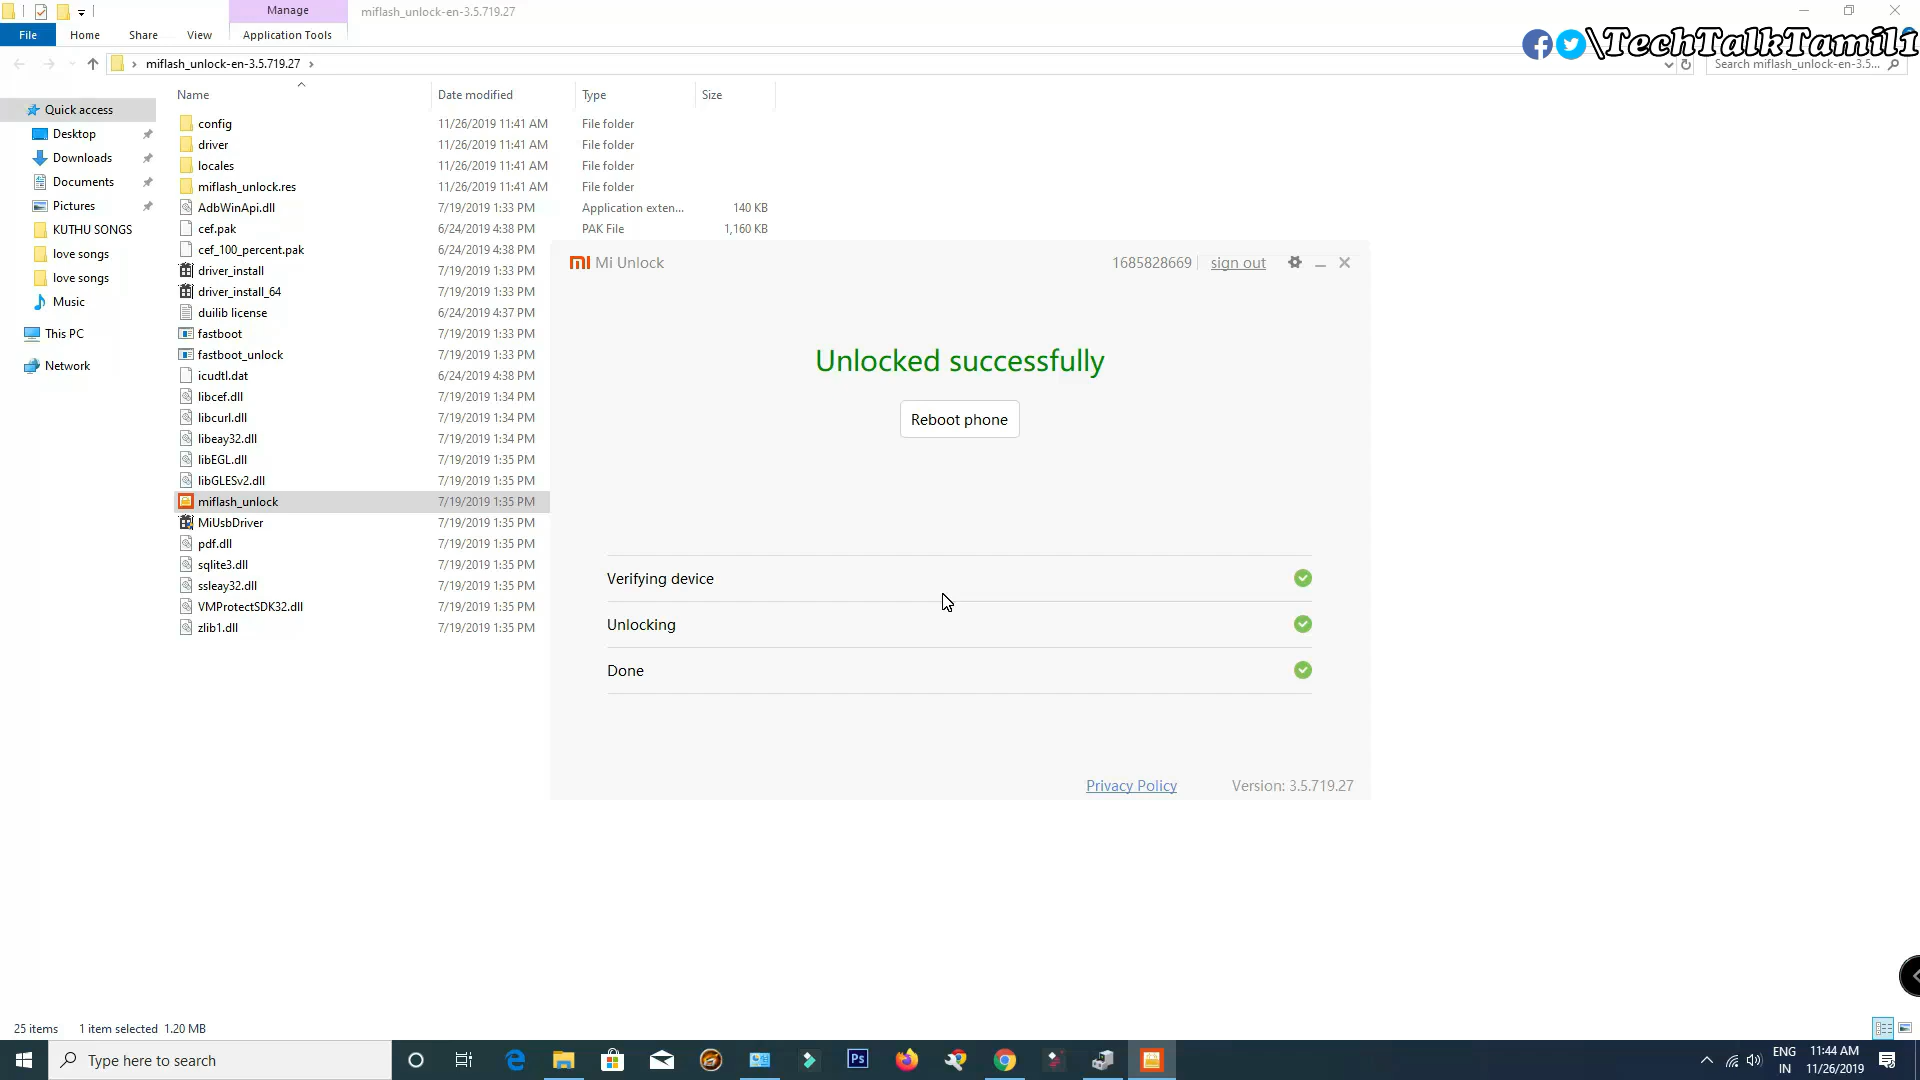 Manage
miflash_unlock-en-3.5.719.27
File
Home
Share
View
Application Tools
\TechTalkTamil1
miflash_unlock-en-3.5.719.27
Search miflash_unlock-en-3.5...
Name
Date modified
Type
Size
Quick access
Desktop
Downloads
Documents
Pictures
KUTHU SONGS
love songs
love songs
Music
This PC
Network
config 11/26/2019 11:41 AM File folder
driver 11/26/2019 11:41 AM File folder
locales 11/26/2019 11:41 AM File folder
miflash_unlock.res 11/26/2019 11:41 AM File folder
AdbWinApi.dll 7/19/2019 1:33 PM Application exten... 140 KB
cef.pak 6/24/2019 4:38 PM PAK File 1,160 KB
cef_100_percent.pak 6/24/2019 4:38 PM
driver_install 7/19/2019 1:33 PM
driver_install_64 7/19/2019 1:33 PM
duilib license 6/24/2019 4:37 PM
fastboot 7/19/2019 1:33 PM
fastboot_unlock 7/19/2019 1:33 PM
icudtl.dat 6/24/2019 4:38 PM
libcef.dll 7/19/2019 1:34 PM
libcurl.dll 7/19/2019 1:34 PM
libeay32.dll 7/19/2019 1:34 PM
libEGL.dll 7/19/2019 1:35 PM
libGLESv2.dll 7/19/2019 1:35 PM
miflash_unlock 7/19/2019 1:35 PM
MiUsbDriver 7/19/2019 1:35 PM
pdf.dll 7/19/2019 1:35 PM
sqlite3.dll 7/19/2019 1:35 PM
ssleay32.dll 7/19/2019 1:35 PM
VMProtectSDK32.dll 7/19/2019 1:35 PM
zlib1.dll 7/19/2019 1:35 PM
Mi Unlock
1685828669
sign out
Unlocked successfully
Reboot phone
Verifying device
Unlocking
Done
Privacy Policy
Version: 3.5.719.27
25 items
1 item selected 1.20 MB
Type here to search
Ps
ENG
IN
11:44 AM
11/26/2019